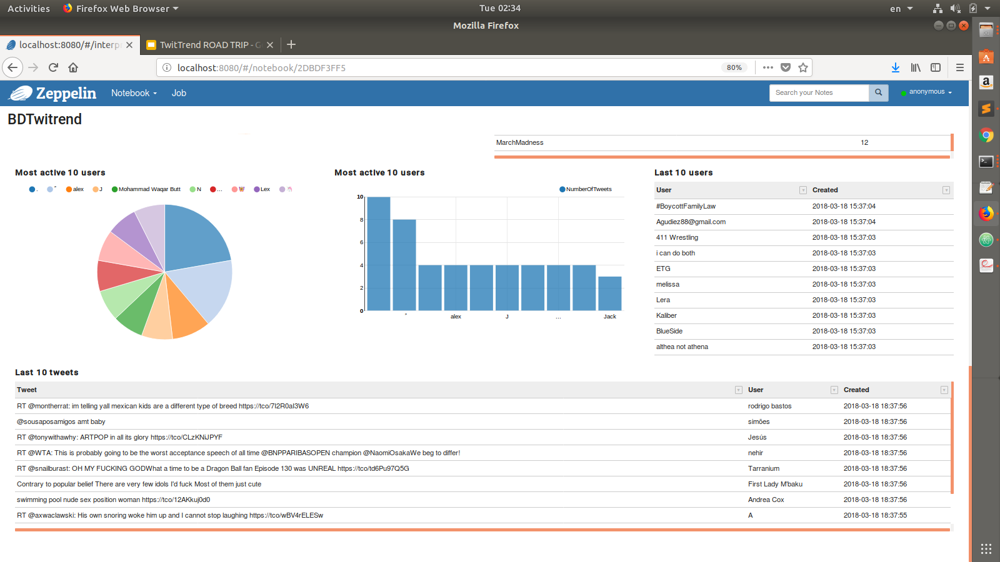 Activities Firefox Web Browser Tue 02:34 en
Mozilla Firefox
localhost:8080/#/interp TwitTrend ROAD TRIP - G
localhost:8080/#/notebook/2DBDF3FF5 80%
Zeppelin Notebook Job Search your Notes anonymous
BDTwitrend
MarchMadness 12
Most active 10 users
. " alex J Mohammad Waqar Butt N ... 🦋 Lex
Most active 10 users
NumberOfTweets
10
8
6
4
2
0
" alex J ... Jack
Last 10 users
User Created
#BoycottFamilyLaw 2018-03-18 15:37:04
Agudiez88@gmail.com 2018-03-18 15:37:04
411 Wrestling 2018-03-18 15:37:03
i can do both 2018-03-18 15:37:03
ETG 2018-03-18 15:37:03
melissa 2018-03-18 15:37:03
Lera 2018-03-18 15:37:03
Kaliber 2018-03-18 15:37:03
BlueSide 2018-03-18 15:37:03
althea not athena 2018-03-18 15:37:03
Last 10 tweets
Tweet User Created
RT @montherrat: im telling yall mexican kids are a different type of breed https://tco/7I2R0aI3W6 rodrigo bastos 2018-03-18 18:37:56
@sousaposamigos amt baby simões 2018-03-18 18:37:56
RT @tonywithawhy: ARTPOP in all its glory https://tco/CLzKNiJPYF Jesús 2018-03-18 18:37:56
RT @WTA: This is probably going to be the worst acceptance speech of all time @BNPPARIBASOPEN champion @NaomiOsakaWe beg to differ! nehir 2018-03-18 18:37:56
RT @snailburast: OH MY FUCKING GODWhat a time to be a Dragon Ball fan Episode 130 was UNREAL https://tco/td6Pu97Q5G Tarranium 2018-03-18 18:37:56
Contrary to popular belief There are very few idols I'd fuck Most of them just cute First Lady M'baku 2018-03-18 18:37:56
swimming pool nude sex position woman https://tco/12AKkuj0d0 Andrea Cox 2018-03-18 18:37:56
RT @axwaclawski: His own snoring woke him up and I cannot stop laughing https://tco/wBV4rELESw A 2018-03-18 18:37:55